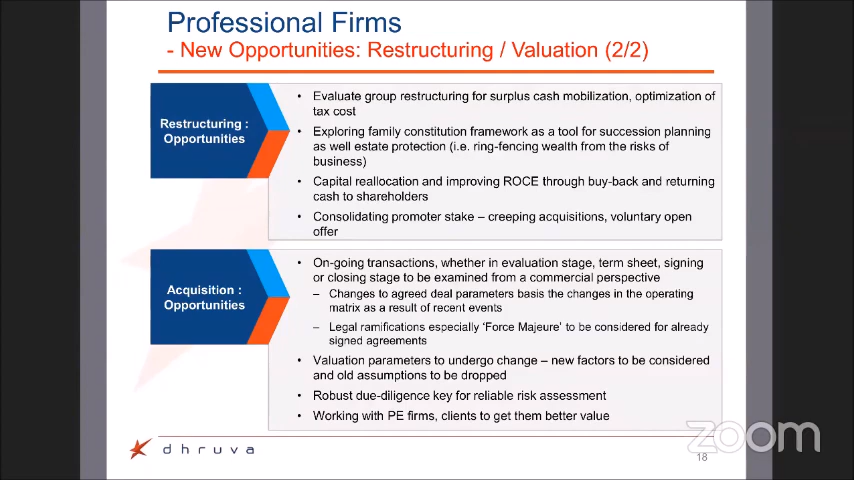 Professional Firms
- New Opportunities: Restructuring / Valuation (2/2)
Restructuring :
Opportunities
• Evaluate group restructuring for surplus cash mobilization, optimization of
tax cost
• Exploring family constitution framework as a tool for succession planning
as well estate protection (i.e. ring-fencing wealth from the risks of
business)
• Capital reallocation and improving ROCE through buy-back and returning
cash to shareholders
• Consolidating promoter stake – creeping acquisitions, voluntary open
offer
Acquisition :
Opportunities
• On-going transactions, whether in evaluation stage, term sheet, signing
or closing stage to be examined from a commercial perspective
– Changes to agreed deal parameters basis the changes in the operating
matrix as a result of recent events
– Legal ramifications especially ‘Force Majeure’ to be considered for already
signed agreements
• Valuation parameters to undergo change – new factors to be considered
and old assumptions to be dropped
• Robust due-diligence key for reliable risk assessment
• Working with PE firms, clients to get them better value
dhruva
zoom
18